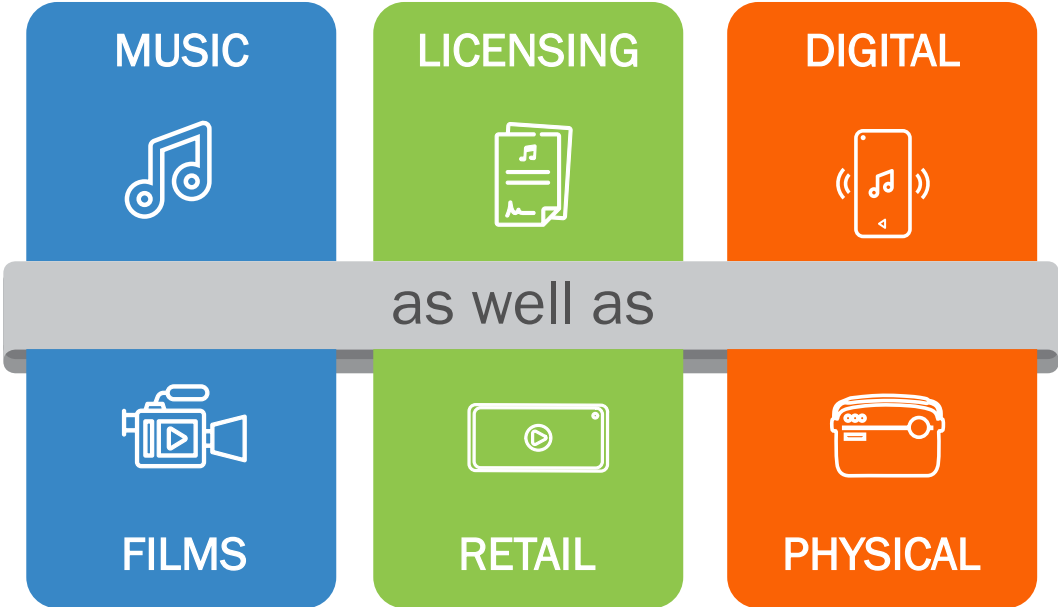 MUSIC
LICENSING
DIGITAL
as well as
FILMS
RETAIL
PHYSICAL